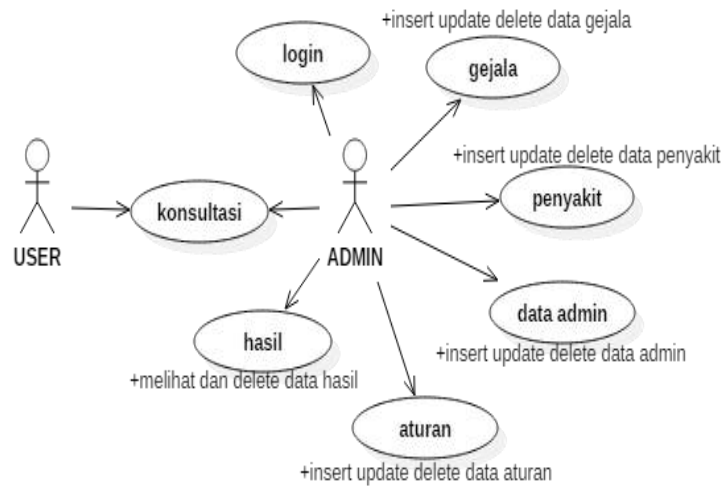 +insert update delete data gejala
login
gejala
+insert update delete data penyakit
penyakit
konsultasi
USER
ADMIN
data admin
+insert update delete data admin
hasil
+melihat dan delete data hasil
aturan
+insert update delete data aturan